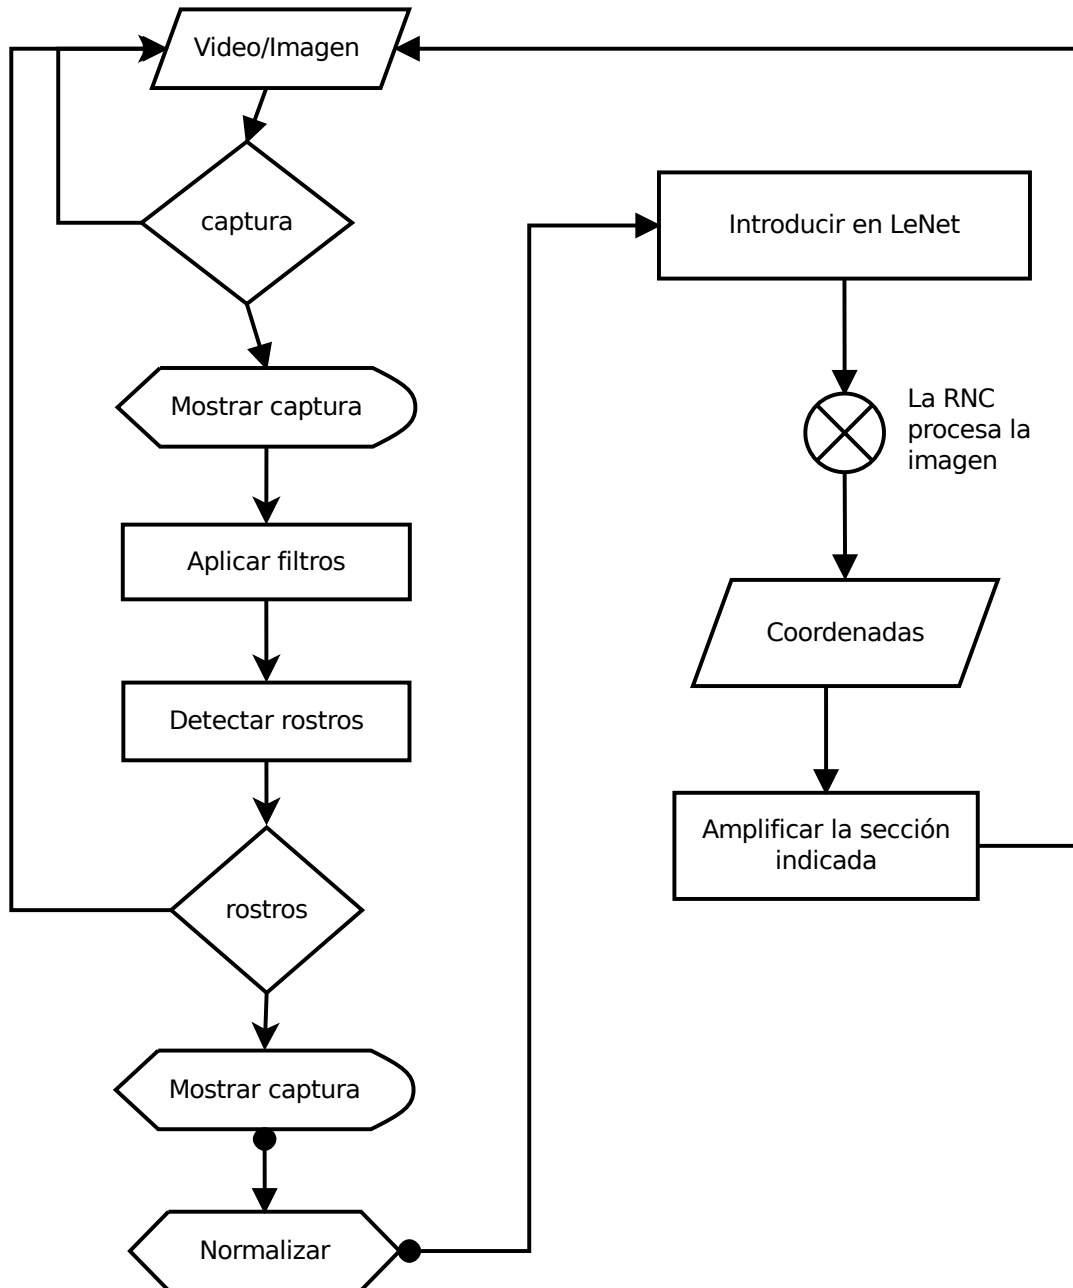 Video/Imagen
captura
Mostrar captura
Aplicar filtros
Detectar rostros
rostros
Mostrar captura
Normalizar
Introducir en LeNet
La RNC
procesa la
imagen
Coordenadas
Amplificar la sección
indicada